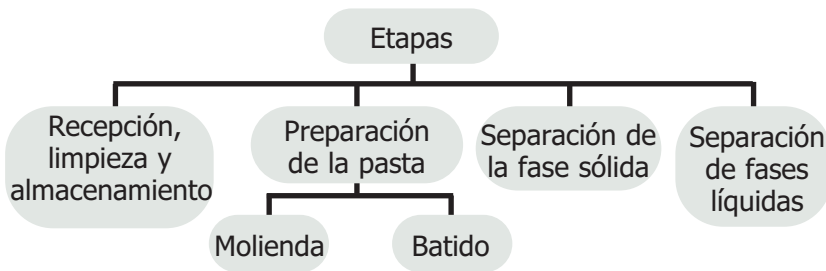 Etapas
Recepción,
limpieza y
almacenamiento
Preparación
de la pasta
Separación de
la fase sólida
Separación
de fases
líquidas
Molienda
Batido